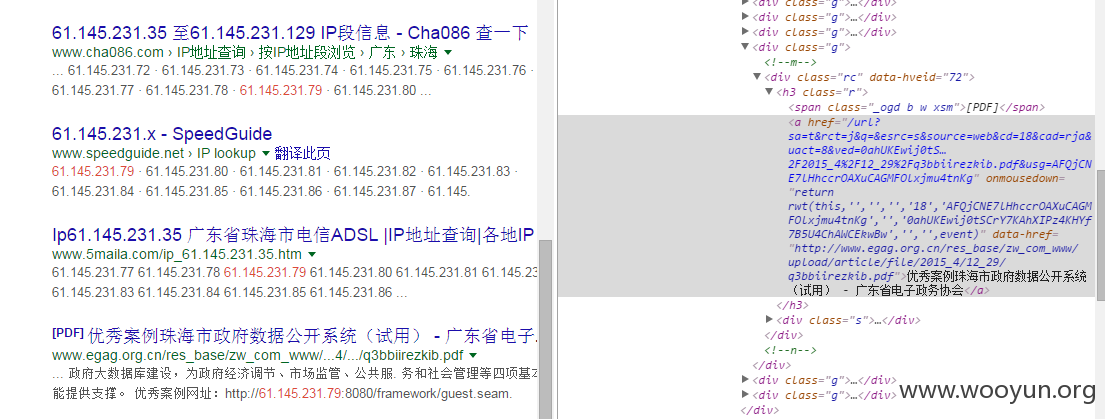 61.145.231.35 至61.145.231.129 IP段信息 - Cha086 查一下
www.cha086.com › IP地址查询 › 按IP地址段浏览 › 广东 › 珠海
... 61.145.231.72 · 61.145.231.73 · 61.145.231.74 · 61.145.231.75 · 61.145.231.76 ·
61.145.231.77 · 61.145.231.78 · 61.145.231.79 · 61.145.231.80 ...
61.145.231.x - SpeedGuide
www.speedguide.net › IP lookup 翻译此页
61.145.231.79 · 61.145.231.80 · 61.145.231.81 · 61.145.231.82 · 61.145.231.83 ·
61.145.231.84 · 61.145.231.85 · 61.145.231.86 · 61.145.231.87 · 61.145.
Ip61.145.231.35 广东省珠海市电信ADSL |IP地址查询|各地IP
www.5maila.com/ip_61.145.231.35.htm
61.145.231.77 61.145.231.78 61.145.231.79 61.145.231.80 61.145.231.81 61.145.23...
61.145.231.83 61.145.231.84 61.145.231.85 61.145.231.86 ...
[PDF] 优秀案例珠海市政府数据公开系统（试用） - 广东省电子.
www.egag.org.cn/res_base/zw_com_www/...4/.../q3bbiirezkib.pdf
... 政府大数据库建设，为政府经济调节、市场监管、公共服. 务和社会管理等四项基本
能提供支撑。 优秀案例网址：http://61.145.231.79:8080/framework/guest.seam.
<div class="g">…</div>
<div class="g">…</div>
<div class="g">…</div>
<div class="g">
<!--m-->
<div class="rc" data-hveid="72">
<h3 class="r">
<span class="_ogd b w xsm">[PDF]</span>
<a href="/url?
sa=t&rct=j&q=&esrc=s&source=web&cd=18&cad=rja&
uact=8&ved=0ahUKEwij0tS…
2F2015_4%2F12_29%2Fq3bbiirezkib.pdf&usg=AFQjCN
E7lHhccrOAXuCAGMFOlxjmu4tnKg" onmousedown=
"return
rwt(this,'','','','18','AFQjCNE7lHhccrOAXuCAGM
FOlxjmu4tnKg','','0ahUKEwij0tSCrY7KAhXIPz4KHYf
7B5U4ChAWCEkwBw','','',event)" data-href=
"http://www.egag.org.cn/res_base/zw_com_www/
upload/article/file/2015_4/12_29/
q3bbiirezkib.pdf">优秀案例珠海市政府数据公开系统
（试用） - 广东省电子政务协会</a>
</h3>
<div class="s">…</div>
</div>
<!--n-->
</div>
<div class="g">…</div>
<div class="g">…</div>
</div>
www.wooyun.org